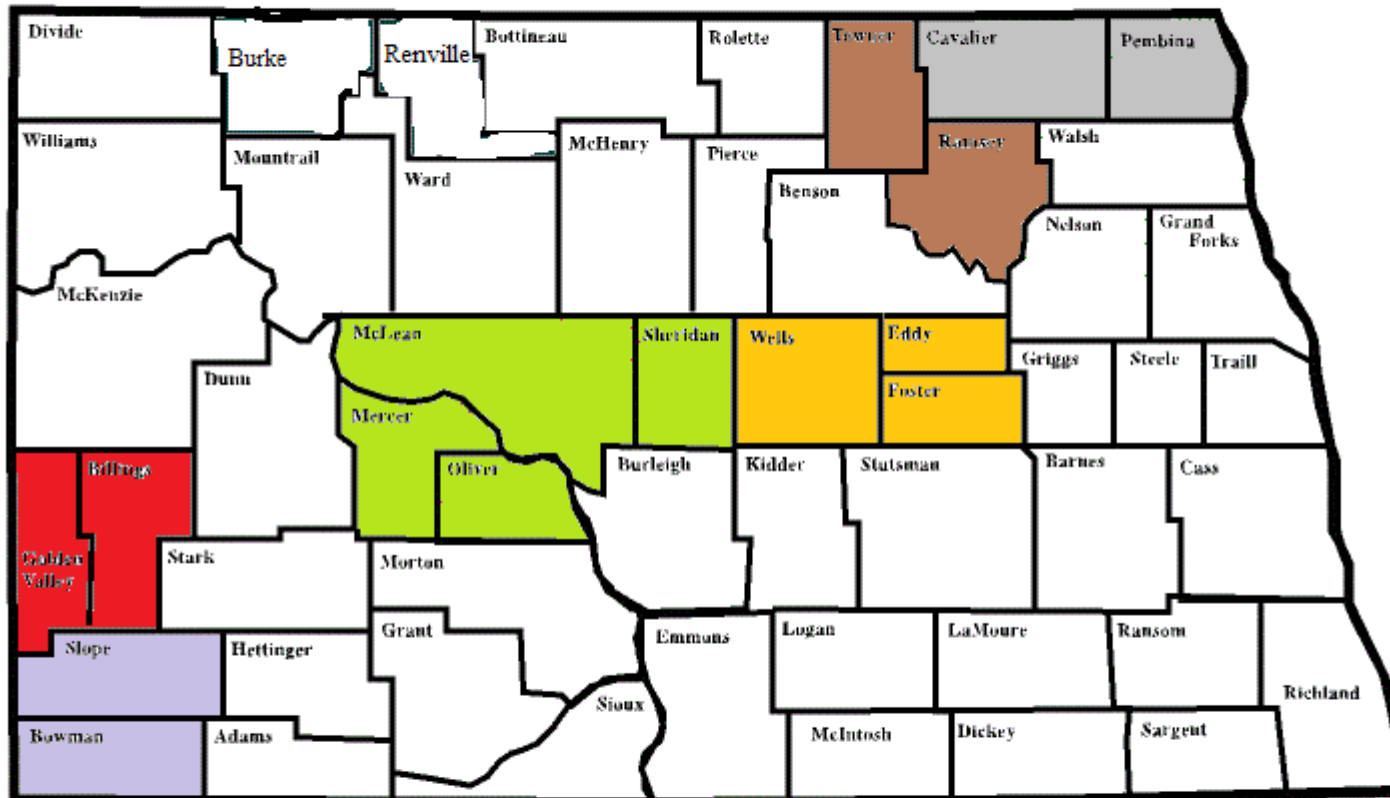 Divide
Burke
Renville
Bottineau
Rolette
Towner
Cavalier
Pembina
Williams
Mountrail
Ward
McHenry
Pierce
Benson
Ramsey
Walsh
Nelson
Grand
Forks
McKenzie
Dunn
McLean
Mercer
Oliver
Sheridan
Wells
Eddy
Foster
Griggs
Steele
Traill
Billings
Golden
Valley
Stark
Morton
Burleigh
Kidder
Stutsman
Barnes
Cass
Slope
Hettinger
Grant
Sioux
Emmons
Logan
LaMoure
Ransom
Richland
Bowman
Adams
McIntosh
Dickey
Sargent